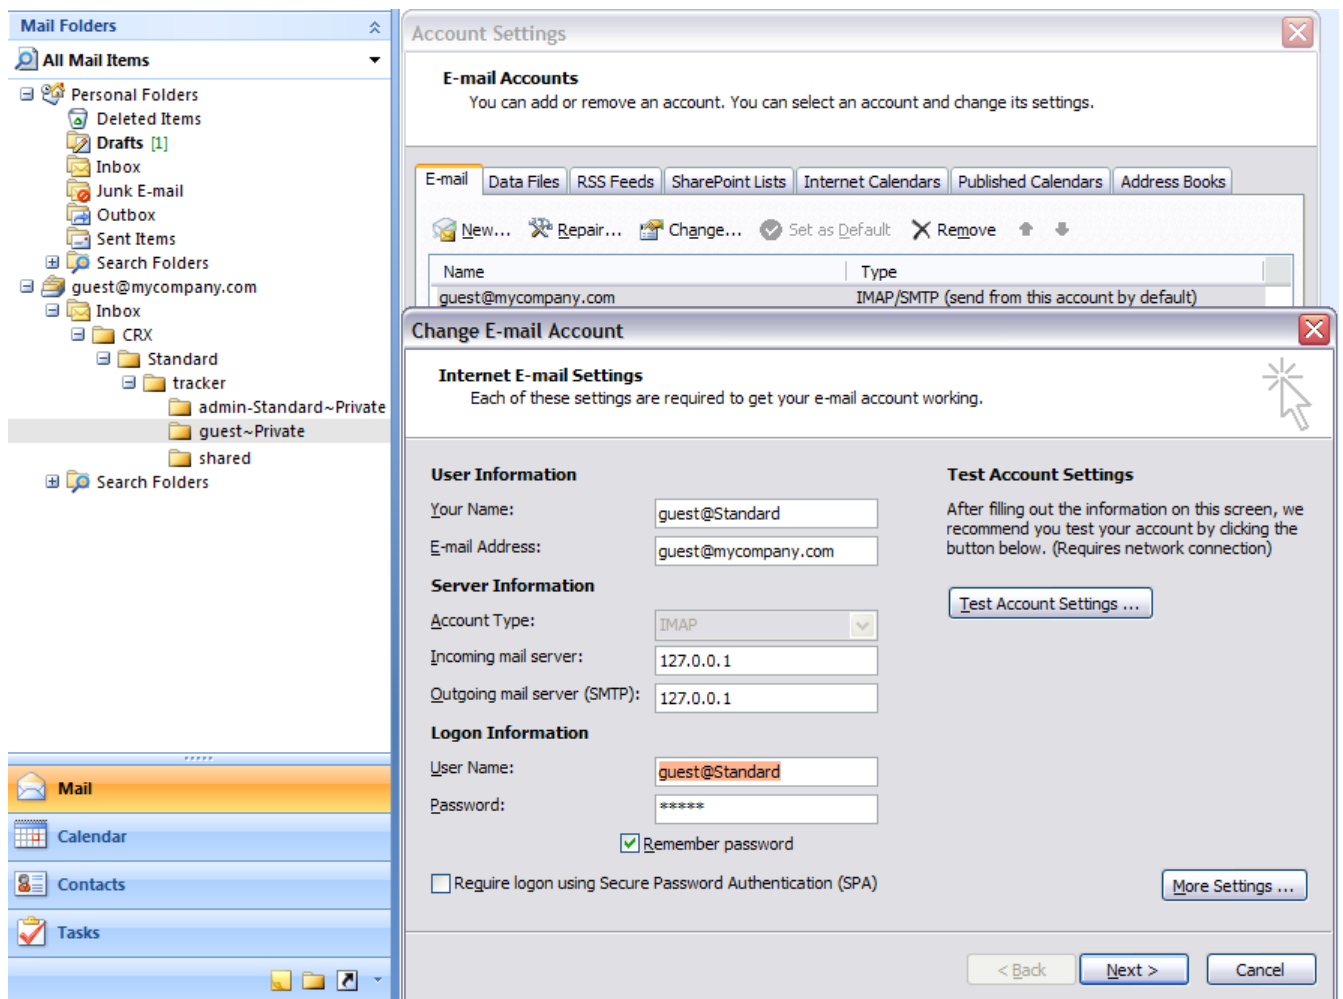 Mail Folders
All Mail Items
Personal Folders
Deleted Items
Drafts [1]
Inbox
Junk E-mail
Outbox
Sent Items
Search Folders
guest@mycompany.com
Inbox
CRX
Standard
tracker
admin-Standard~Private
guest~Private
shared
Search Folders
Mail
Calendar
Contacts
Tasks
Account Settings
E-mail Accounts
You can add or remove an account. You can select an account and change its settings.
E-mail Data Files RSS Feeds SharePoint Lists Internet Calendars Published Calendars Address Books
New... Repair... Change... Set as Default Remove
Name Type
guest@mycompany.com IMAP/SMTP (send from this account by default)
Change E-mail Account
Internet E-mail Settings
Each of these settings are required to get your e-mail account working.
User Information
Your Name: guest@Standard
E-mail Address: guest@mycompany.com
Server Information
Account Type: IMAP
Incoming mail server: 127.0.0.1
Outgoing mail server (SMTP): 127.0.0.1
Logon Information
User Name: guest@Standard
Password: *****
Remember password
Require logon using Secure Password Authentication (SPA)
Test Account Settings
After filling out the information on this screen, we
recommend you test your account by clicking the
button below. (Requires network connection)
Test Account Settings ...
More Settings ...
< Back Next > Cancel